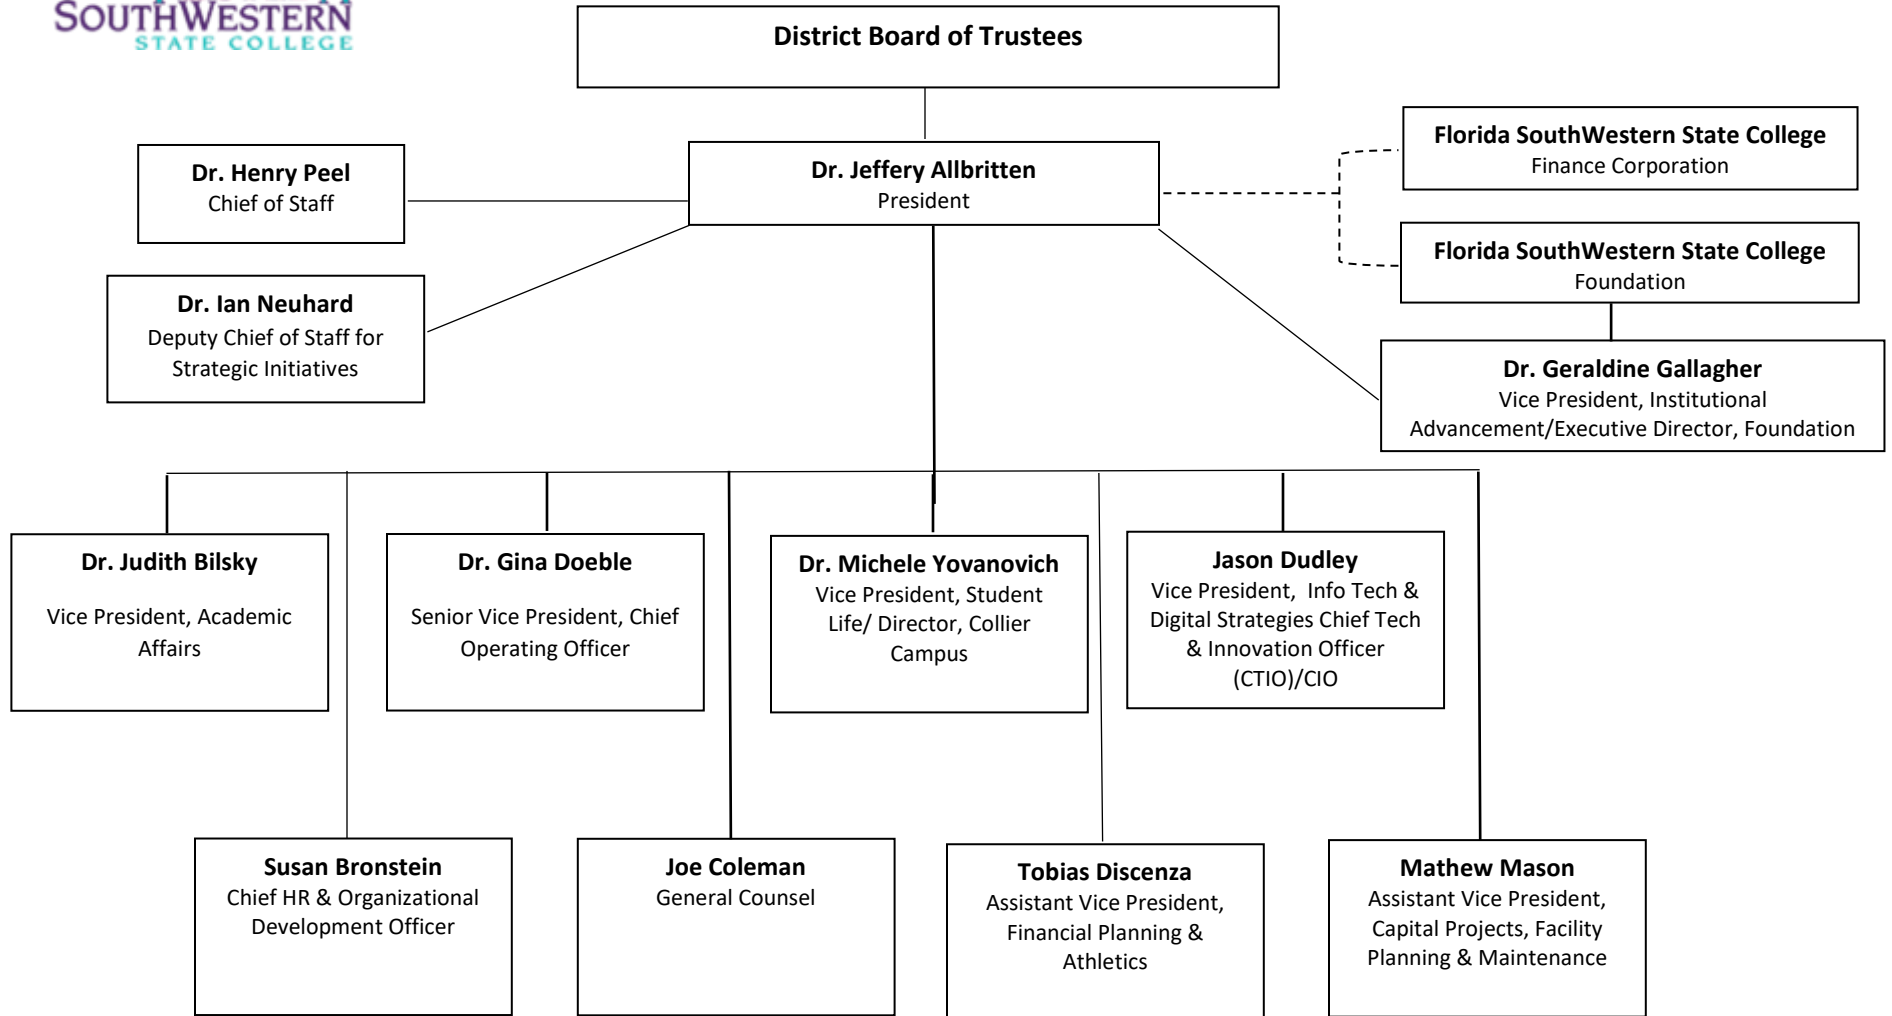 SOUTHWESTERN
STATE COLLEGE
District Board of Trustees
Dr. Henry Peel
Chief of Staff
Dr. Jeffery Allbritten
President
Florida SouthWestern State College
Finance Corporation
Florida SouthWestern State College
Foundation
Dr. Ian Neuhard
Deputy Chief of Staff for
Strategic Initiatives
Dr. Geraldine Gallagher
Vice President, Institutional
Advancement/Executive Director, Foundation
Dr. Judith Bilsky
Vice President, Academic
Affairs
Dr. Gina Doeble
Senior Vice President, Chief
Operating Officer
Dr. Michele Yovanovich
Vice President, Student
Life/ Director, Collier
Campus
Jason Dudley
Vice President,  Info Tech &
Digital Strategies Chief Tech
& Innovation Officer
(CTIO)/CIO
Susan Bronstein
Chief HR & Organizational
Development Officer
Joe Coleman
General Counsel
Tobias Discenza
Assistant Vice President,
Financial Planning &
Athletics
Mathew Mason
Assistant Vice President,
Capital Projects, Facility
Planning & Maintenance